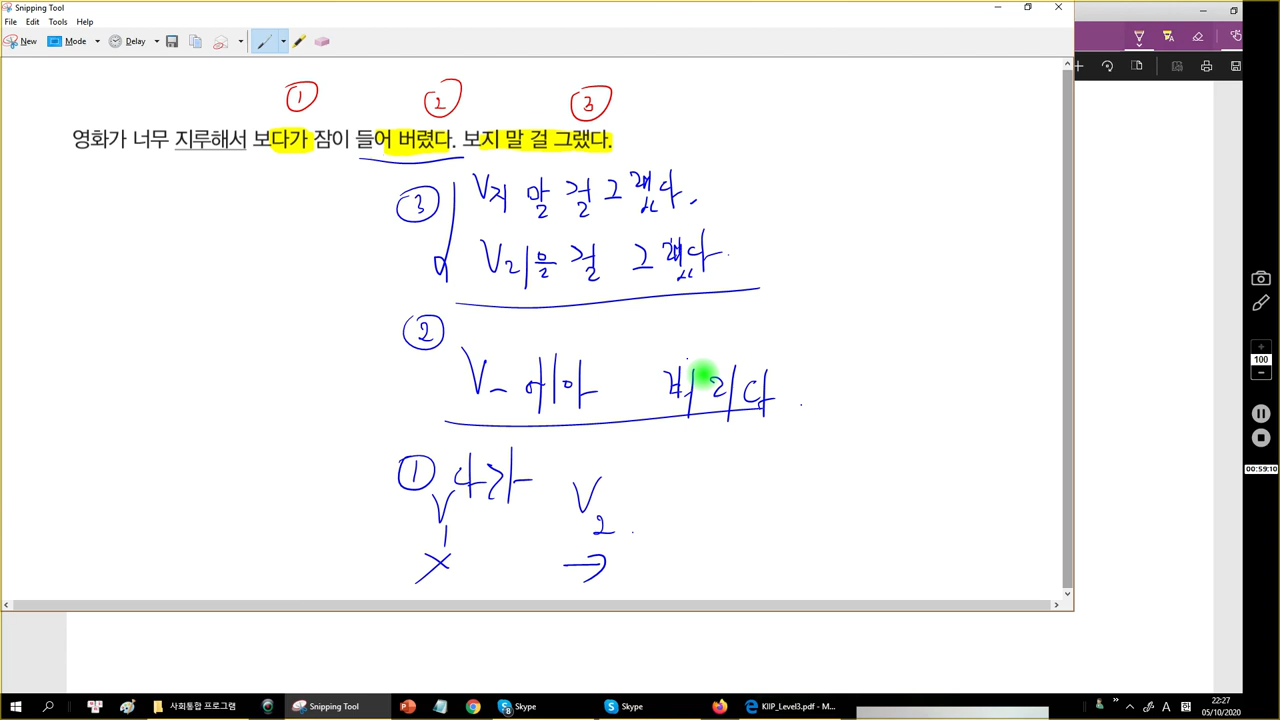 Snipping Tool
File Edit Tools Help
New Mode Delay
① ② ③
영화가 너무 지루해서 보다가 잠이 들어 버렸다. 보지 말 걸 그랬다.
③ V지 말 걸 그랬다.
V ㄹ/을 걸 그랬다.
②
V- 어/아 버리다.
① V1 다가 V2.
X →
100
00:59:10
사회통합 프로그램 Snipping Tool Skype Skype KIIP_Level3.pdf - M... A 한 22:27
05/10/2020